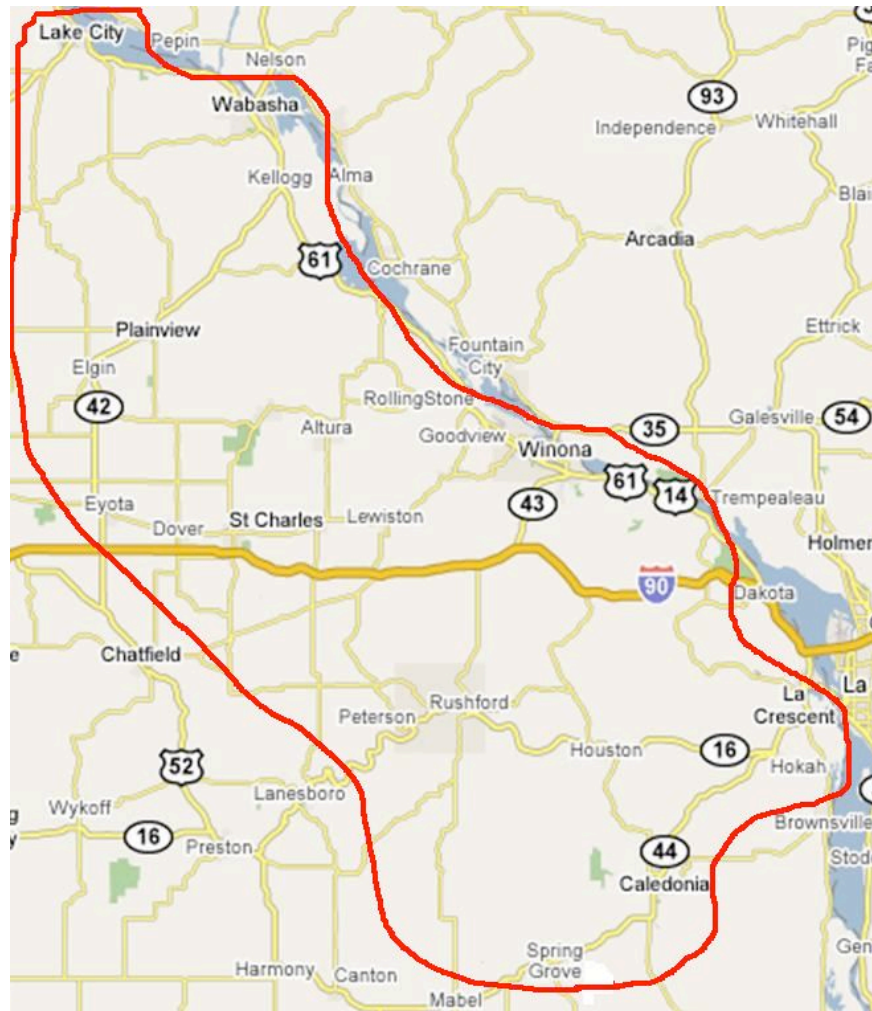 Lake City
Pepin
Nelson
Wabasha
93
Independence
Whitehall
Kellogg
Alma
Arcadia
61
Cochrane
Plainview
Ettrick
Fountain
City
Elgin
42
RollingStone
Altura
Goodview
35
Galesville
54
Winona
61
14
Trempealeau
43
Eyota
Dover
St Charles
Lewiston
90
Dakota
Chatfield
La
La
Crescent
Rushford
Peterson
Houston
16
Hokah
52
Lanesboro
Wykoff
16
Preston
Brownsville
44
Caledonia
Spring
Grove
Harmony
Canton
Mabel